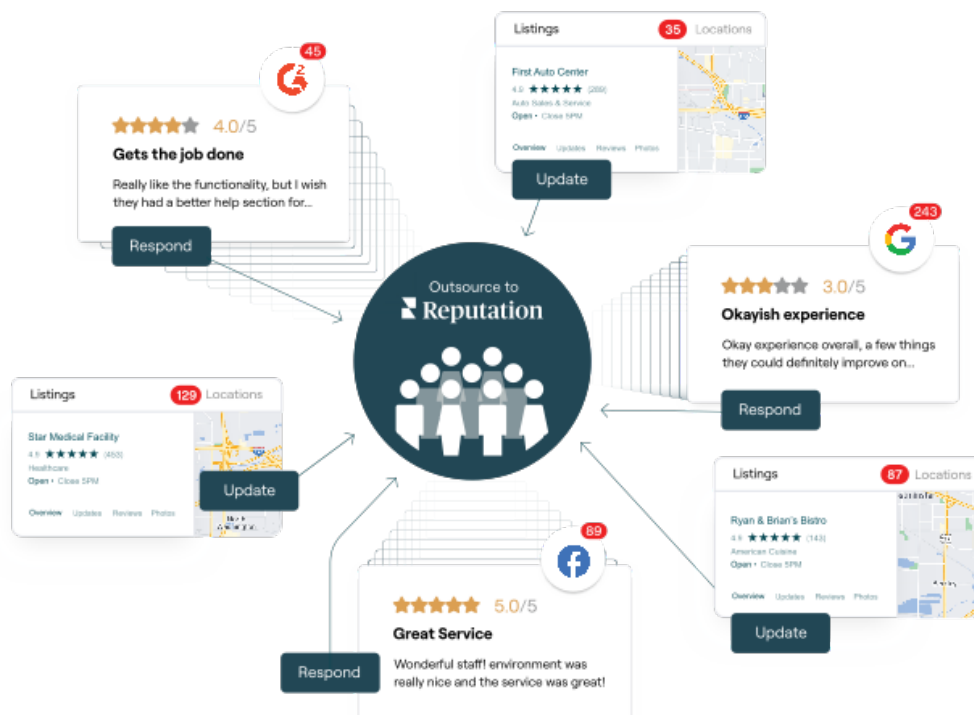 45
G2
4.0/5
Gets the job done
Really like the functionality, but I wish
they had a better help section for...
Respond
Listings
35
Locations
First Auto Center
4.9 (289)
Auto Sales & Service
Open • Close 5PM
Overview Updates Reviews Photos
Update
243
G
3.0/5
Okayish experience
Okay experience overall, a few things
they could definitely improve on...
Respond
Outsource to
Reputation
Listings
129
Locations
Star Medical Facility
4.9 (453)
Healthcare
Open • Close 5PM
Overview Updates Reviews Photos
Update
Listings
87
Locations
Ryan & Brian's Bistro
4.9 (143)
American Cuisine
Open • Close 5PM
Overview Updates Reviews Photos
Update
89
f
5.0/5
Great Service
Wonderful staff! environment was
really nice and the service was great!
Respond